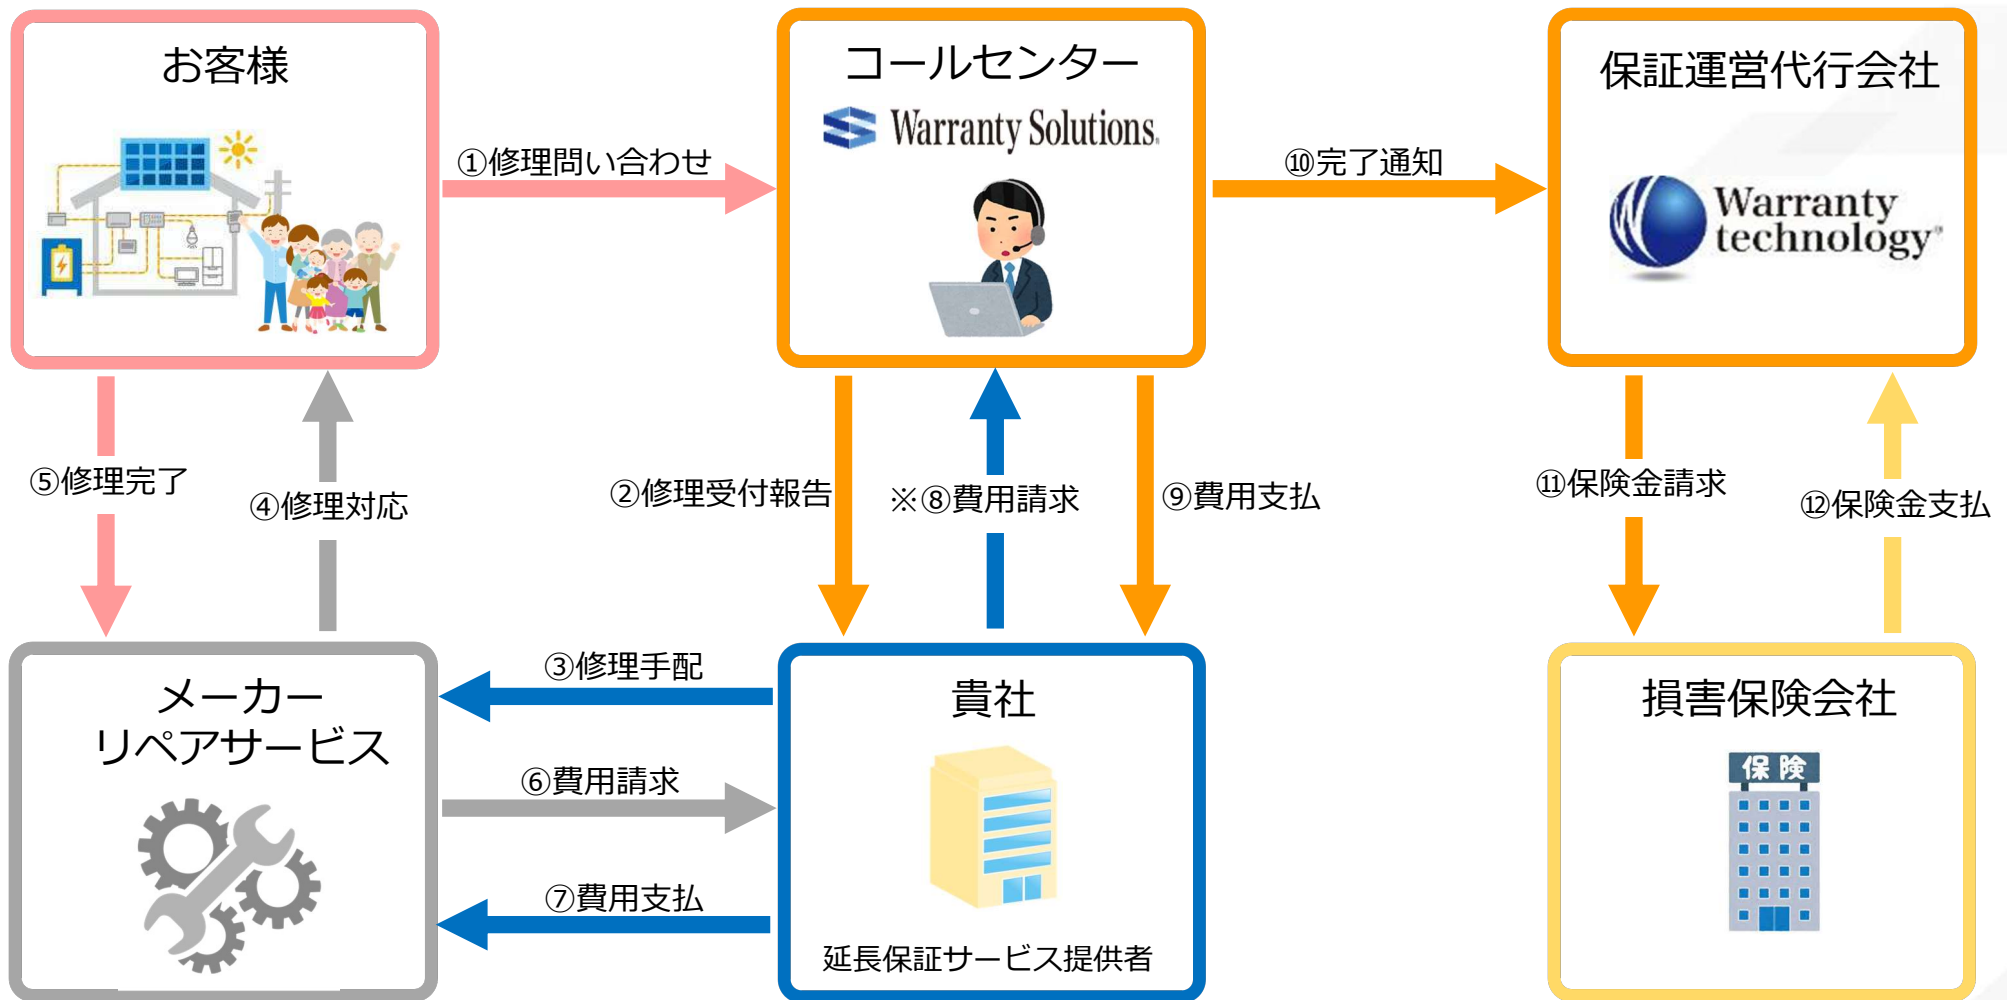 お客様
コールセンター
Warranty Solutions
保証運営代行会社
Warranty
technology
①修理問い合わせ
⑩完了通知
⑤修理完了
④修理対応
②修理受付報告
※⑧費用請求
⑨費用支払
⑪保険金請求
⑫保険金支払
メーカー
リペアサービス
③修理手配
⑥費用請求
⑦費用支払
貴社
延長保証サービス提供者
損害保険会社
保険